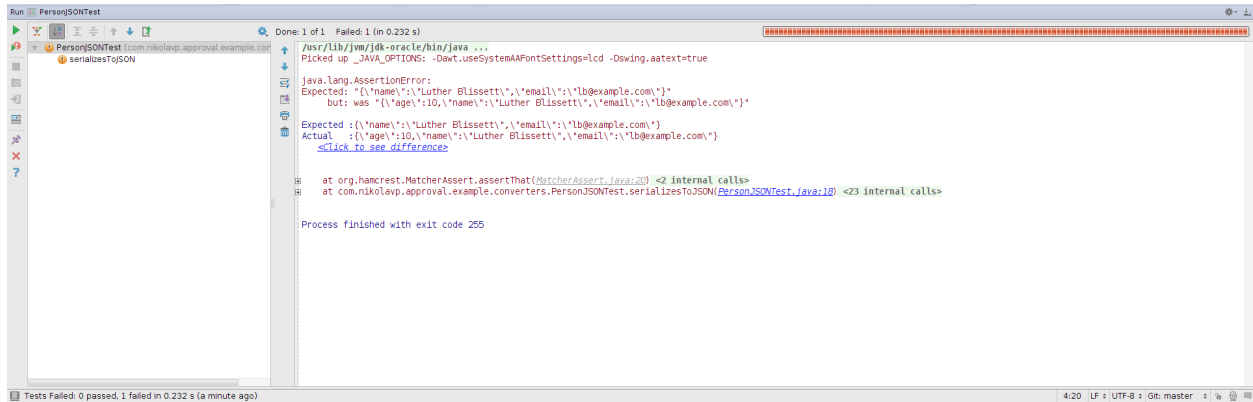 Run PersonJSONTest
Done: 1 of 1 Failed: 1 (in 0.232 s)
PersonJSONTest (com.nikolavp.approval.example.cor
serializesToJSON
/usr/lib/jvm/jdk-oracle/bin/java ...
Picked up _JAVA_OPTIONS: -Dawt.useSystemAAFontSettings=lcd -Dswing.aatext=true
java.lang.AssertionError:
Expected: "{\"name\":\"Luther Blissett\",\"email\":\"lb@example.com\"}"
but: was "{\"age\":10,\"name\":\"Luther Blissett\",\"email\":\"lb@example.com\"}"
Expected :{\"name\":\"Luther Blissett\",\"email\":\"lb@example.com\"}
Actual :{\"age\":10,\"name\":\"Luther Blissett\",\"email\":\"lb@example.com\"}
<Click to see difference>
at org.hamcrest.MatcherAssert.assertThat(MatcherAssert.java:20) <2 internal calls>
at com.nikolavp.approval.example.converters.PersonJSONTest.serializesToJSON(PersonJSONTest.java:18) <23 internal calls>
Process finished with exit code 255
Tests Failed: 0 passed, 1 failed in 0.232 s (a minute ago)
4:20 LF UTF-8 Git: master